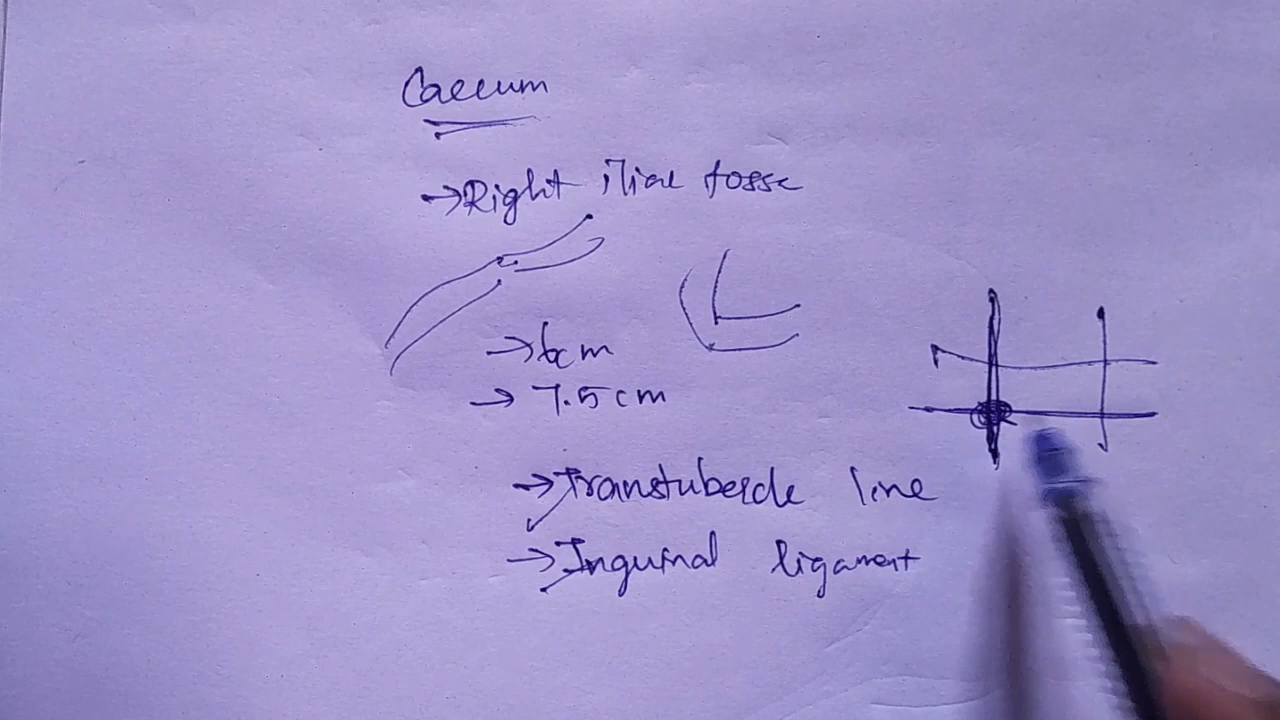 Caecum
→Right iliac fossa
→6cm
→7.5cm
→Transtubercle line
→Inguinal ligament